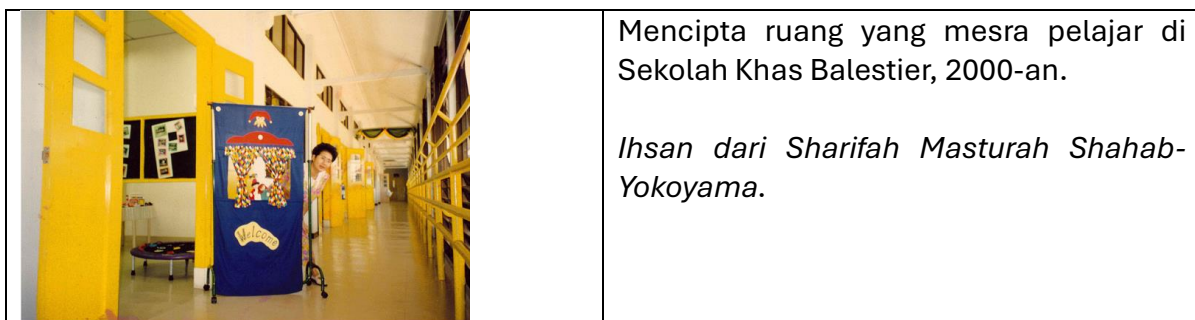 Welcome
Mencipta ruang yang mesra pelajar di
Sekolah Khas Balestier, 2000-an.
Ihsan dari Sharifah Masturah Shahab-
Yokoyama.